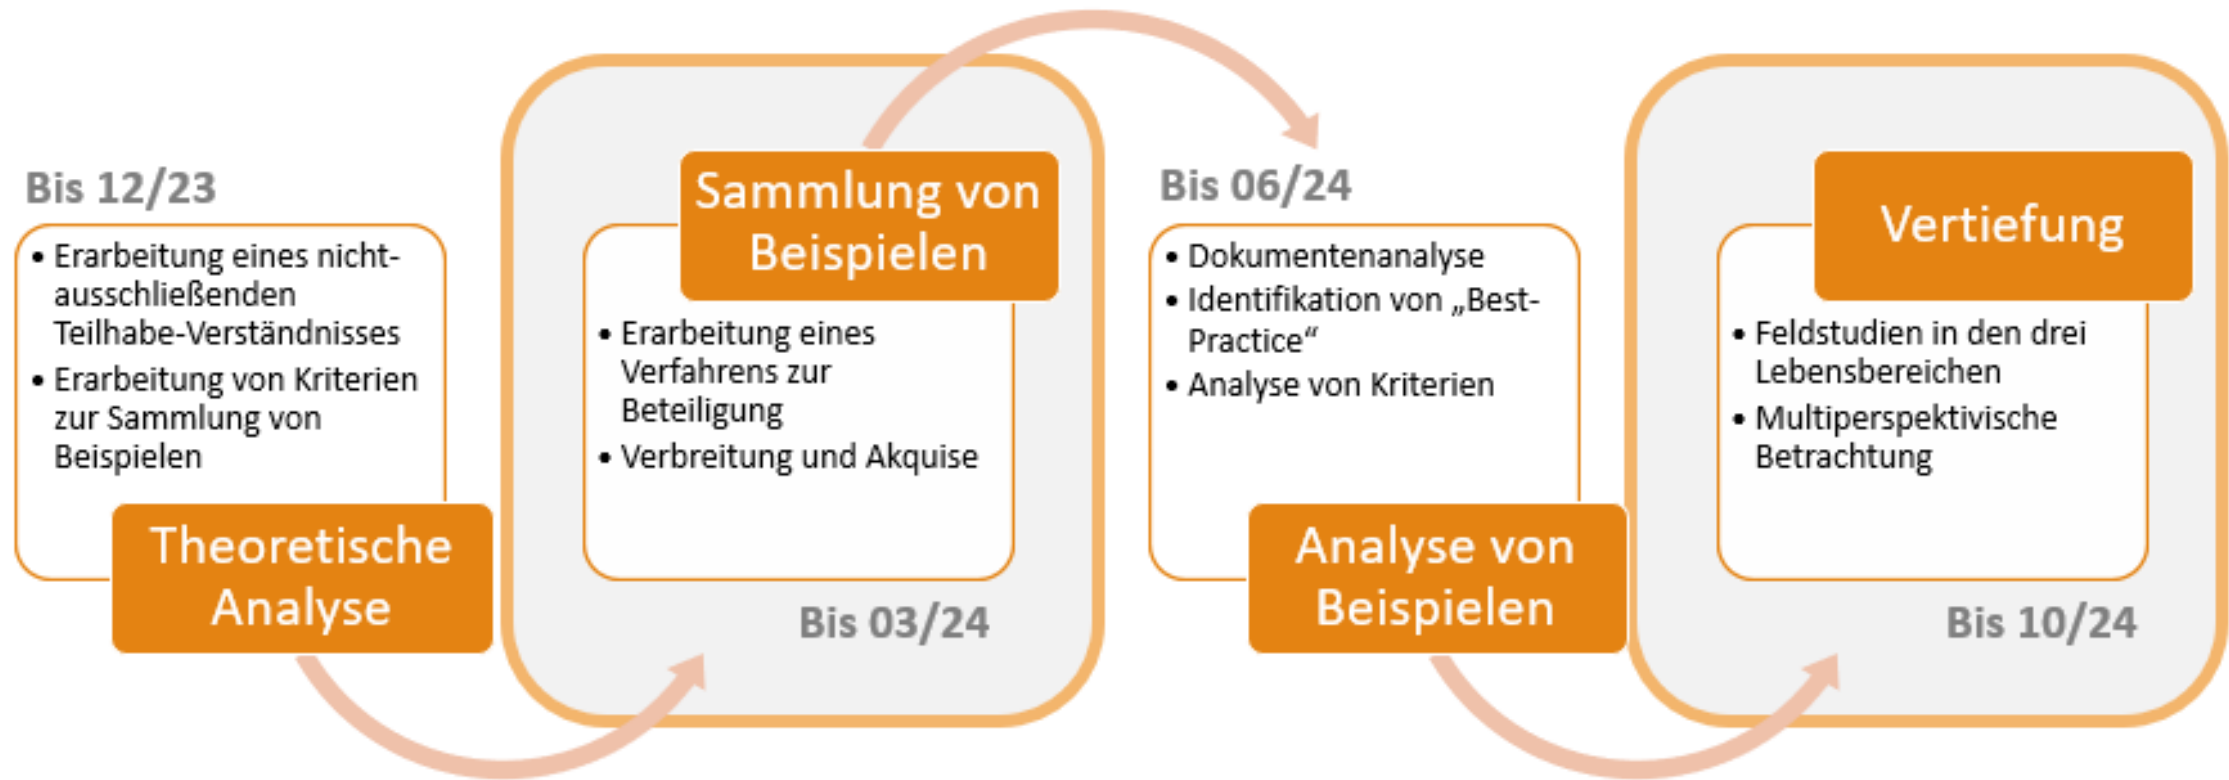 Bis 12/23
• Erarbeitung eines nicht-
ausschließenden
Teilhabe-Verständnisses
• Erarbeitung von Kriterien
zur Sammlung von
Beispielen
Theoretische
Analyse
Sammlung von
Beispielen
• Erarbeitung eines
Verfahrens zur
Beteiligung
• Verbreitung und Akquise
Bis 03/24
Bis 06/24
• Dokumentenanalyse
• Identifikation von „Best-
Practice“
• Analyse von Kriterien
Analyse von
Beispielen
Vertiefung
• Feldstudien in den drei
Lebensbereichen
• Multiperspektivische
Betrachtung
Bis 10/24